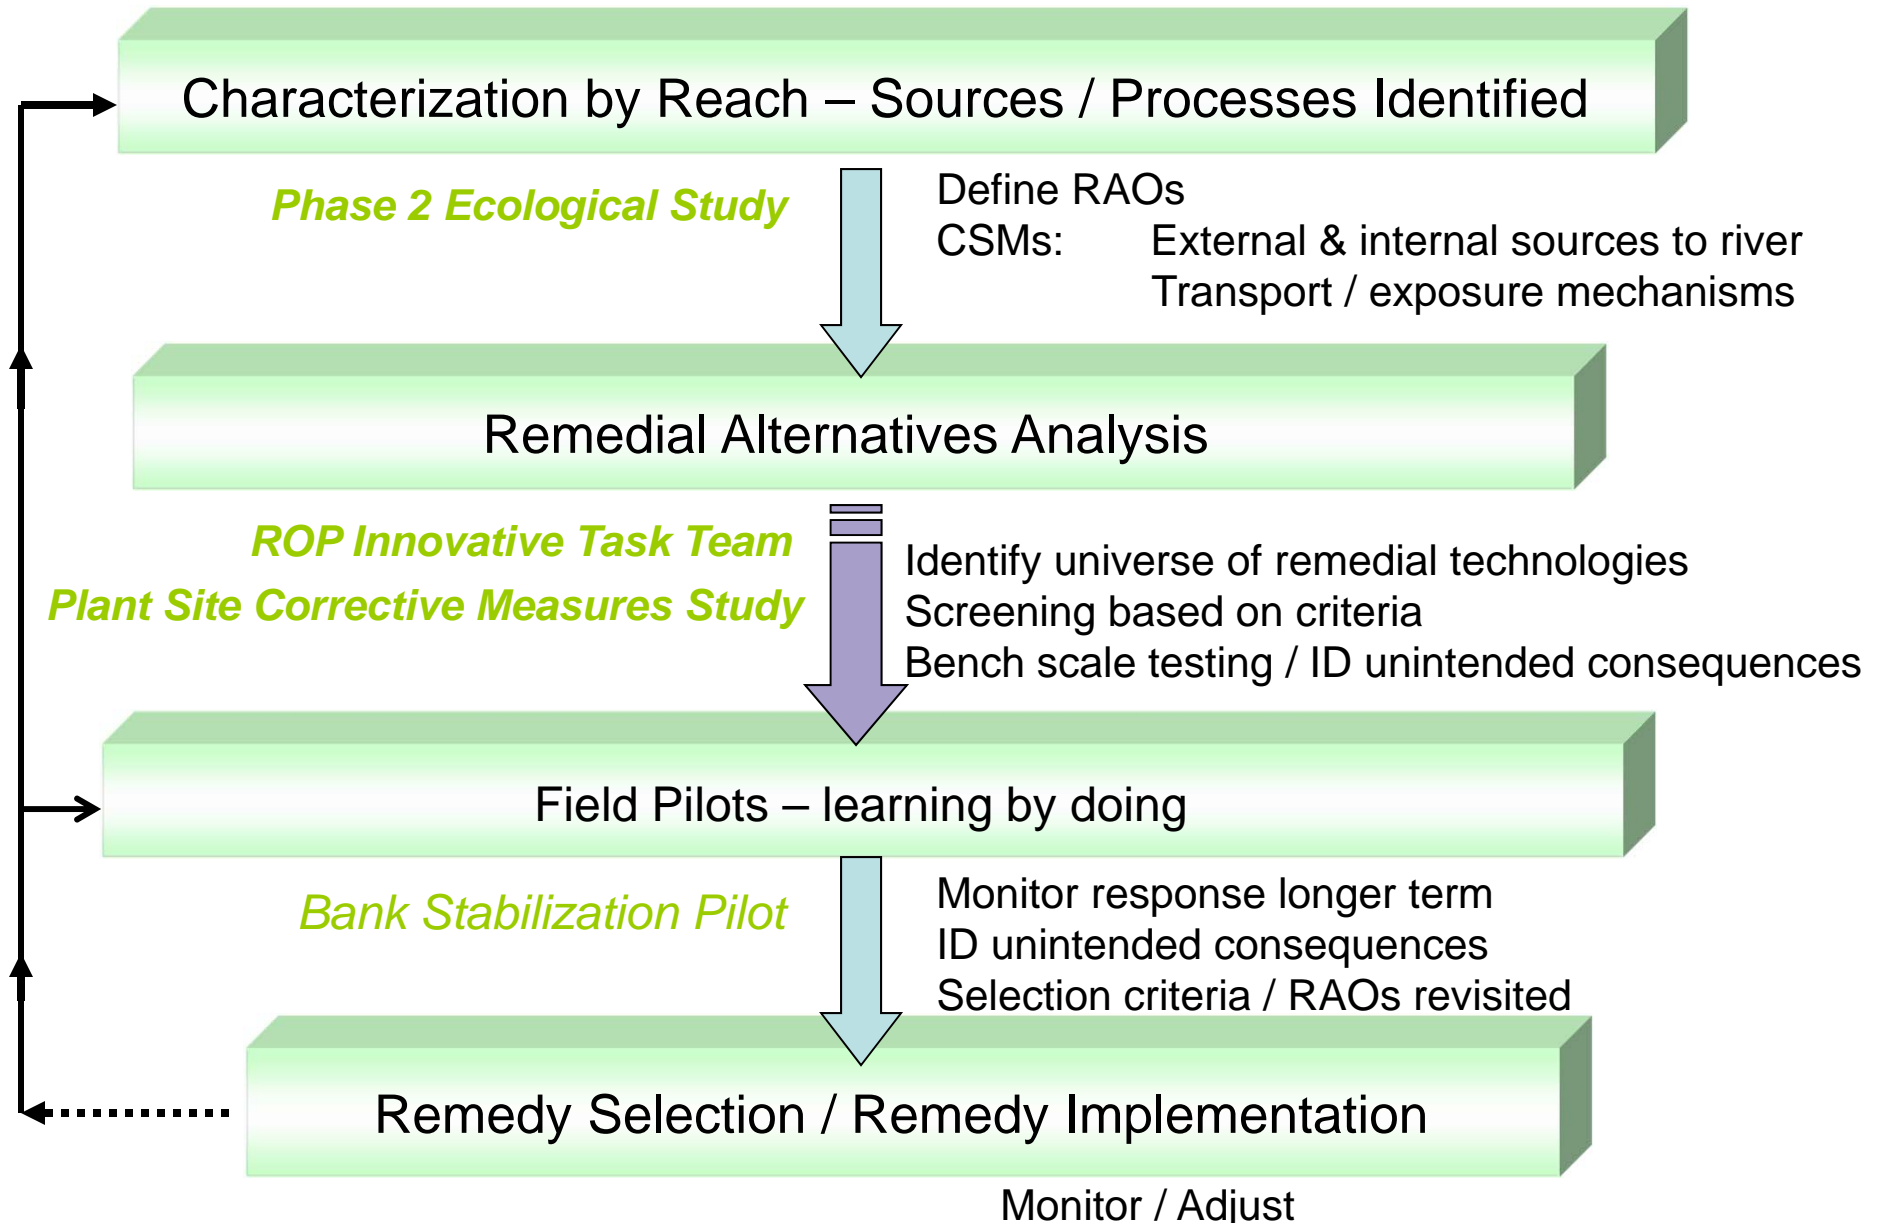 Characterization by Reach – Sources / Processes Identified
Phase 2 Ecological Study
Define RAOs
CSMs: External & internal sources to river
Transport / exposure mechanisms
Remedial Alternatives Analysis
ROP Innovative Task Team
Plant Site Corrective Measures Study
Identify universe of remedial technologies
Screening based on criteria
Bench scale testing / ID unintended consequences
Field Pilots – learning by doing
Bank Stabilization Pilot
Monitor response longer term
ID unintended consequences
Selection criteria / RAOs revisited
Remedy Selection / Remedy Implementation
Monitor / Adjust